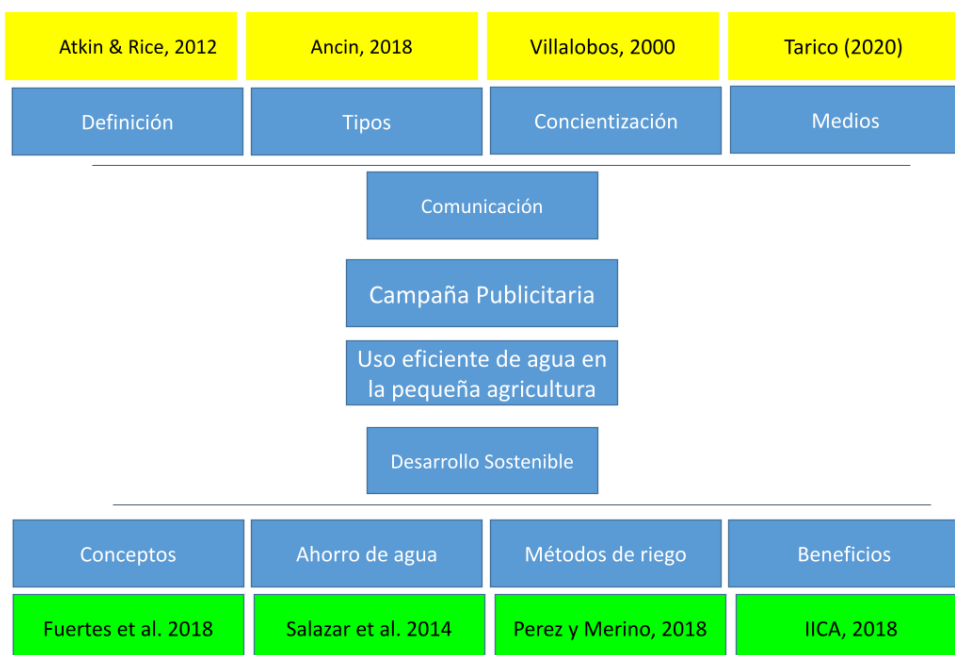 Atkin & Rice, 2012
Ancin, 2018
Villalobos, 2000
Tarico (2020)
Definición
Tipos
Concientización
Medios
Comunicación
Campaña Publicitaria
Uso eficiente de agua en
la pequeña agricultura
Desarrollo Sostenible
Conceptos
Ahorro de agua
Métodos de riego
Beneficios
Fuertes et al. 2018
Salazar et al. 2014
Perez y Merino, 2018
IICA, 2018